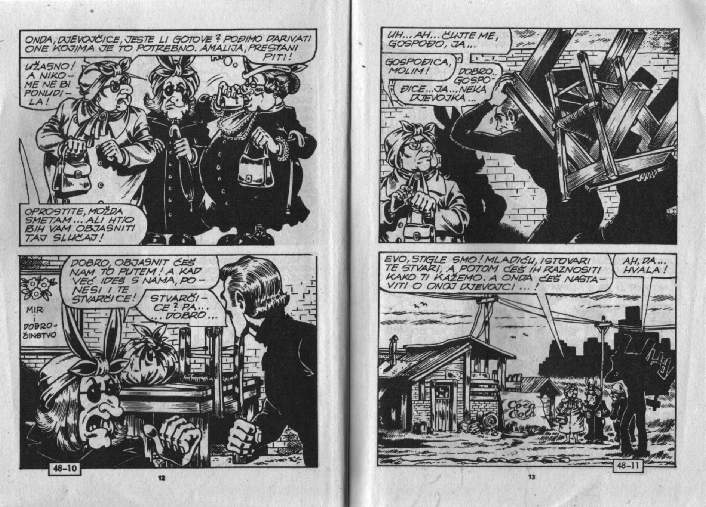 ONDA, DJEVOJČICE, JESTE LI GOTOVE? POĐIMO DARIVATI
ONE KOJIMA JE TO POTREBNO. AMALIJA, PRESTANI
PITI!
UŽASNO!
A NIKO-
ME NE BI
PONUDI-
LA!
OPROSTITE, MOŽDA
SMETAM... ALI HTIO
BIH VAM OBJASNITI
TAJ SLUČAJ!
DOBRO, OBJASNIT ĆEŠ
NAM TO PUTEM! A KAD
VEĆ IDEŠ S NAMA, PO-
NESI I TE
STVARČICE!
STVARČI-
CE? PA...
...DOBRO...
MIR
I
DOBRO-
ČINSTVO
48-10
12
UH... AH... ČUJTE ME,
GOSPOĐO, JA...
GOSPOĐICA,
MOLIM!
DOBRO,
GOSPO-
ĐICE...JA...NEKA
DJEVOJKA...
EVO, STIGLE SMO! MLADIĆU, ISTOVARI
TE STVARI, A POTOM ĆEŠ IH RAZNOSITI
KAKO TI KAŽEMO. A ONDA ĆEŠ NASTA-
VITI O ONOJ DJEVOJCI ...!
AH, DA...
HVALA!
48-11
13